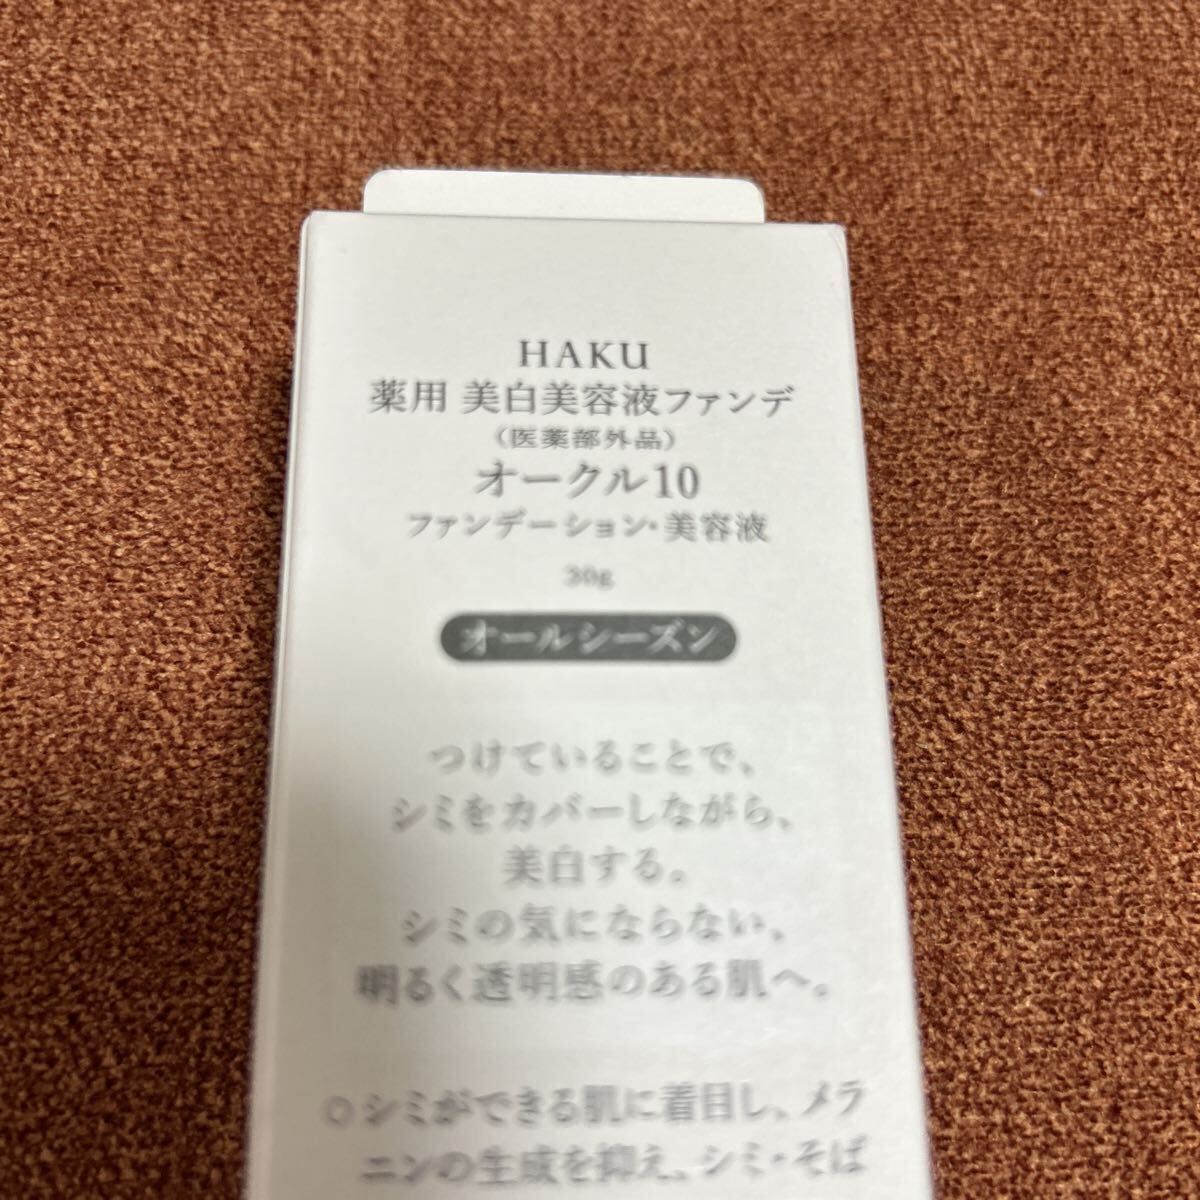 HAKU
薬用 美白美容液ファンデ
（医薬部外品）
オークル10
ファンデーション・美容液
30g
オールシーズン
つけていることで、
シミをカバーしながら、
美白する。
シミの気にならない、
明るく透明感のある肌へ。
○シミができる肌に着目し、メラ
ニンの生成を抑え、シミ・そば